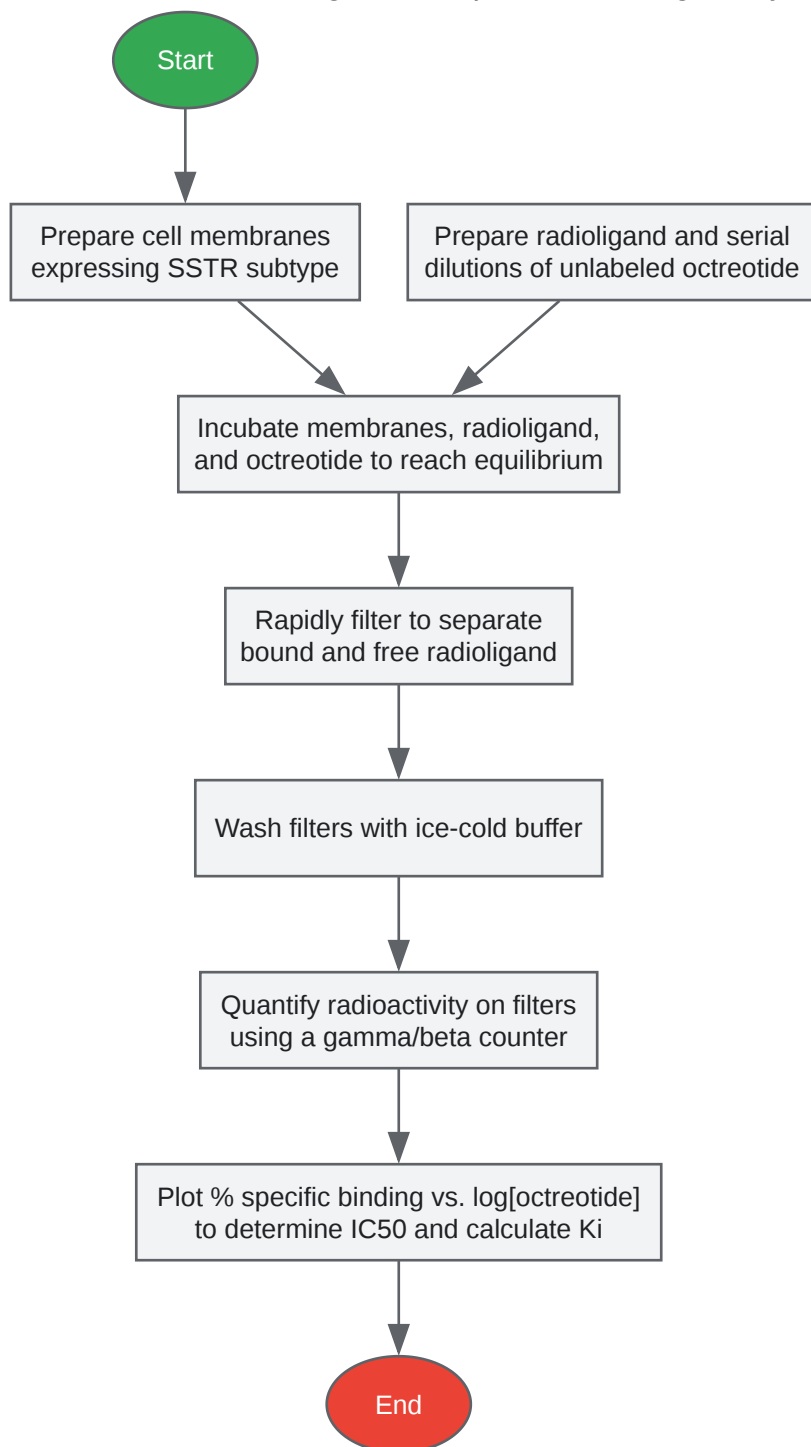 Start
Prepare cell membranes
expressing SSTR subtype
Prepare radioligand and serial
dilutions of unlabeled octreotide
Incubate membranes, radioligand,
and octreotide to reach equilibrium
Rapidly filter to separate
bound and free radioligand
Wash filters with ice-cold buffer
Quantify radioactivity on filters
using a gamma/beta counter
Plot % specific binding vs. log[octreotide]
to determine IC50 and calculate Ki
End